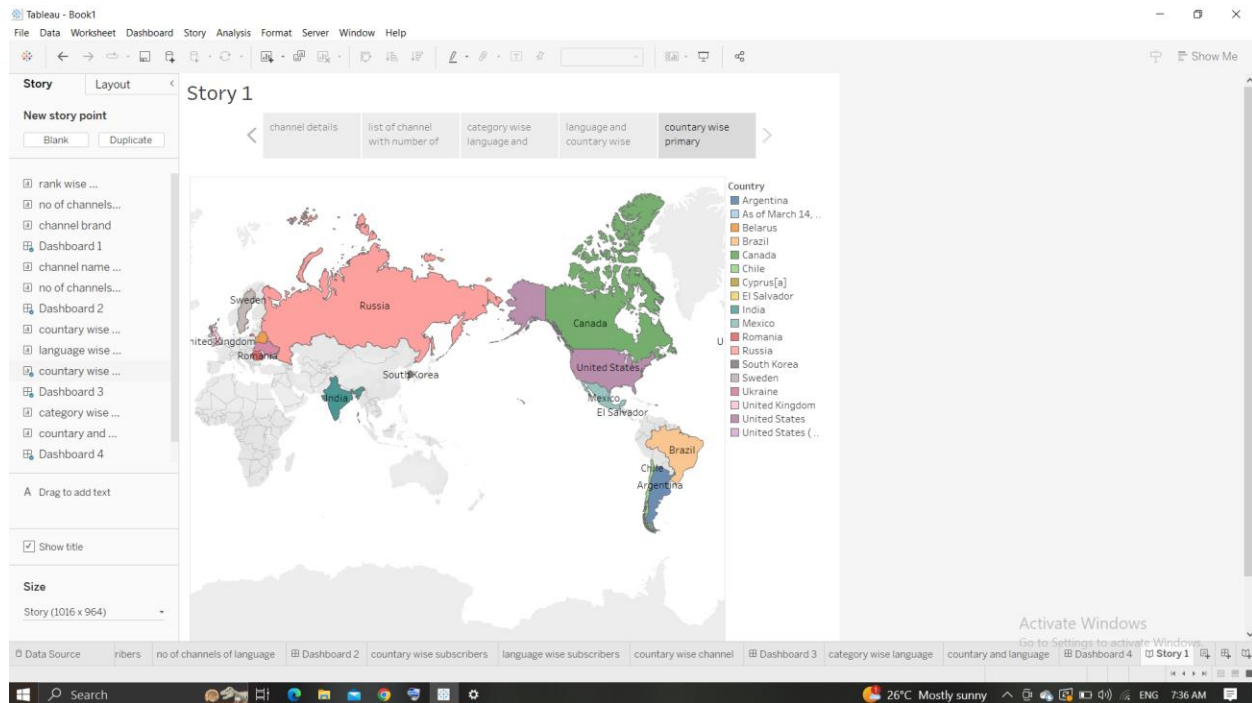 Tableau - Book1
File Data Worksheet Dashboard Story Analysis Format Server Window Help
Show Me
Story Layout
New story point
Blank Duplicate
rank wise ...
no of channels...
channel brand
Dashboard 1
channel name ...
no of channels...
Dashboard 2
countary wise ...
language wise ...
countary wise ...
Dashboard 3
category wise ...
countary and ...
Dashboard 4
A Drag to add text
Show title
Size
Story (1016 x 964)
Story 1
channel details
list of channel
with number of
category wise
language and
language and
countary wise
countary wise
primary
Sweden
Russia
nited Kingdom
Romania
South Korea
India
Canada
U
United States
Mexico
El Salvador
Brazil
Chile
Argentina
Country
Argentina
As of March 14, ..
Belarus
Brazil
Canada
Chile
Cyprus[a]
El Salvador
India
Mexico
Romania
Russia
South Korea
Sweden
Ukraine
United Kingdom
United States
United States (..
Activate Windows
Go to Settings to activate Windows.
Data Source ribers no of channels of language Dashboard 2 countary wise subscribers language wise subscribers countary wise channel Dashboard 3 category wise language countary and language Dashboard 4 Story 1
Search 26°C Mostly sunny ENG 7:36 AM